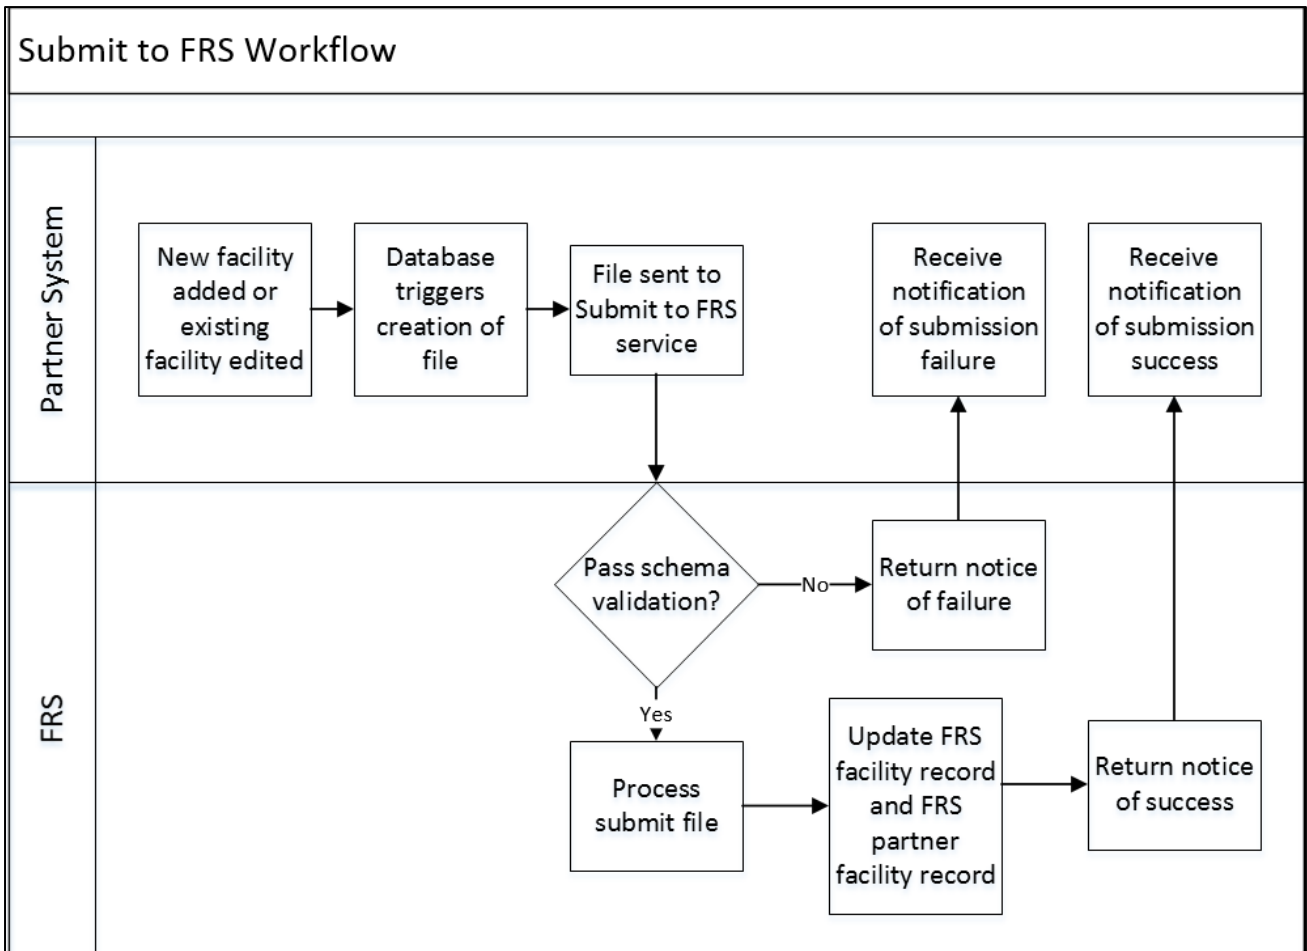 Submit to FRS Workflow
Partner System
New facility
added or
existing
facility edited
Database
triggers
creation of
file
File sent to
Submit to FRS
service
Receive
notification
of submission
failure
Receive
notification
of submission
success
FRS
Pass schema
validation?
No
Return notice
of failure
Yes
Process
submit file
Update FRS
facility record
and FRS
partner
facility record
Return notice
of success